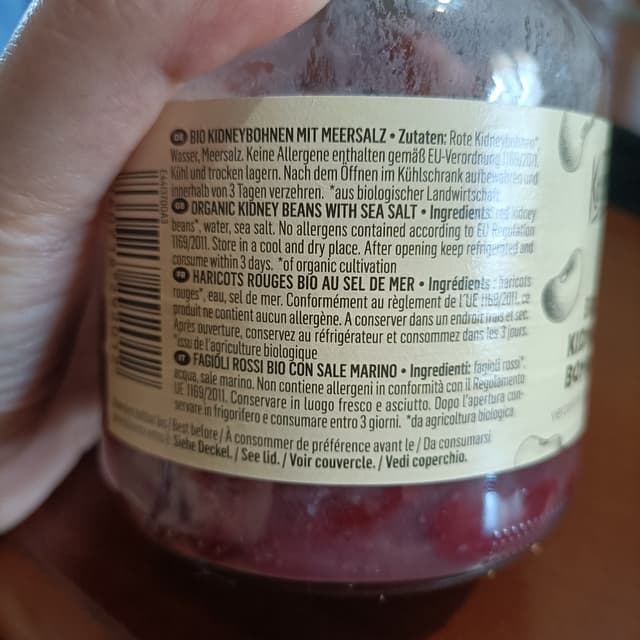 DE BIO KIDNEYBOHNEN MIT MEERSALZ • Zutaten: Rote Kidneybohnen*,
Wasser, Meersalz. Keine Allergene enthalten gemäß EU-Verordnung 1169/2011.
Kühl und trocken lagern. Nach dem Öffnen im Kühlschrank aufbewahren und
innerhalb von 3 Tagen verzehren. *aus biologischer Landwirtschaft
ORGANIC KIDNEY BEANS WITH SEA SALT • Ingredients: red kidney
beans*, water, sea salt. No allergens contained according to EU Regulation
1169/2011. Store in a cool and dry place. After opening keep refrigerated and
consume within 3 days. *of organic cultivation
FR HARICOTS ROUGES BIO AU SEL DE MER • Ingrédients : haricots
rouges*, eau, sel de mer. Conformément au règlement de l'UE 1169/2011, ce
produit ne contient aucun allergène. A conserver dans un endroit frais et sec.
Après ouverture, conservez au réfrigérateur et consommez dans les 3 jours.
*issu de l'agriculture biologique
IT FAGIOLI ROSSI BIO CON SALE MARINO • Ingredienti: fagioli rossi*,
acqua, sale marino. Non contiene allergeni in conformità con il Regolamento
UE 1169/2011. Conservare in luogo fresco e asciutto. Dopo l'apertura con-
servare in frigorifero e consumare entro 3 giorni. *da agricoltura biologica
/ Best before / À consommer de préférence avant le / Da consumarsi
Siehe Deckel. / See lid. / Voir couvercle. / Vedi coperchio.